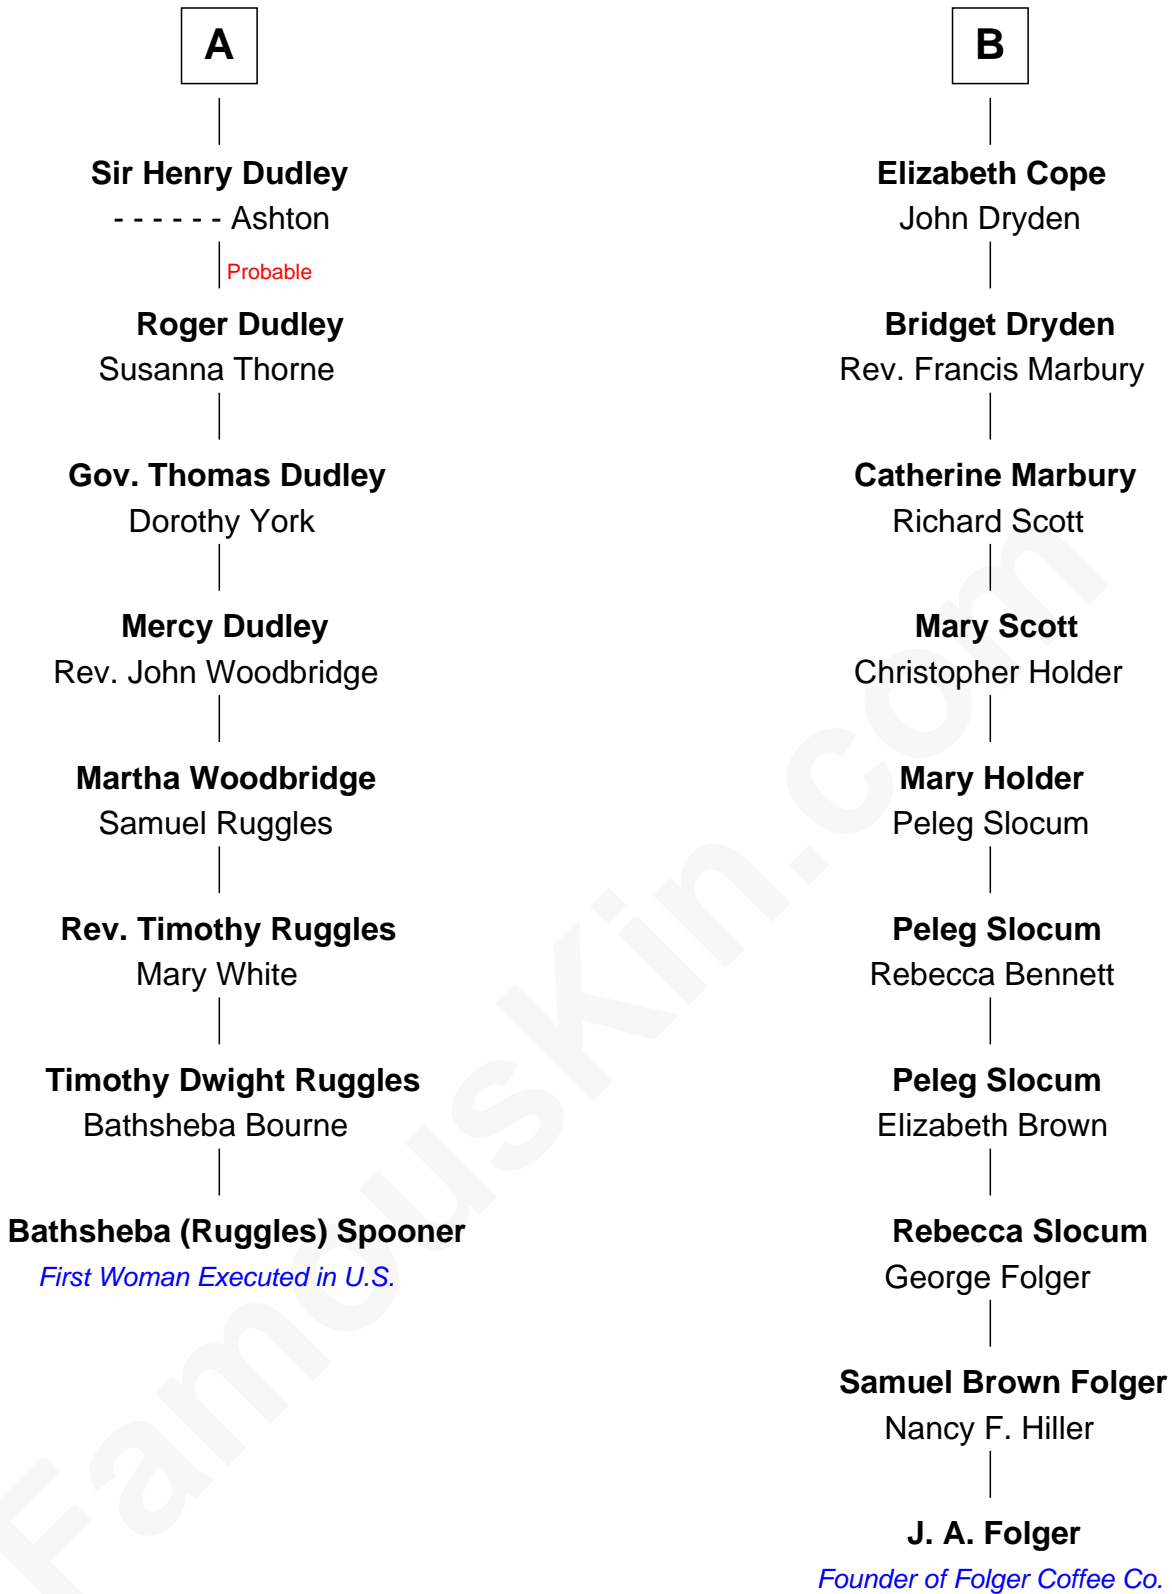 A
Sir Henry Dudley
- - - - - - Ashton
Probable
Roger Dudley
Susanna Thorne
Gov. Thomas Dudley
Dorothy York
Mercy Dudley
Rev. John Woodbridge
Martha Woodbridge
Samuel Ruggles
Rev. Timothy Ruggles
Mary White
Timothy Dwight Ruggles
Bathsheba Bourne
Bathsheba (Ruggles) Spooner
First Woman Executed in U.S.
B
Elizabeth Cope
John Dryden
Bridget Dryden
Rev. Francis Marbury
Catherine Marbury
Richard Scott
Mary Scott
Christopher Holder
Mary Holder
Peleg Slocum
Peleg Slocum
Rebecca Bennett
Peleg Slocum
Elizabeth Brown
Rebecca Slocum
George Folger
Samuel Brown Folger
Nancy F. Hiller
J. A. Folger
Founder of Folger Coffee Co.
FamousKin.com